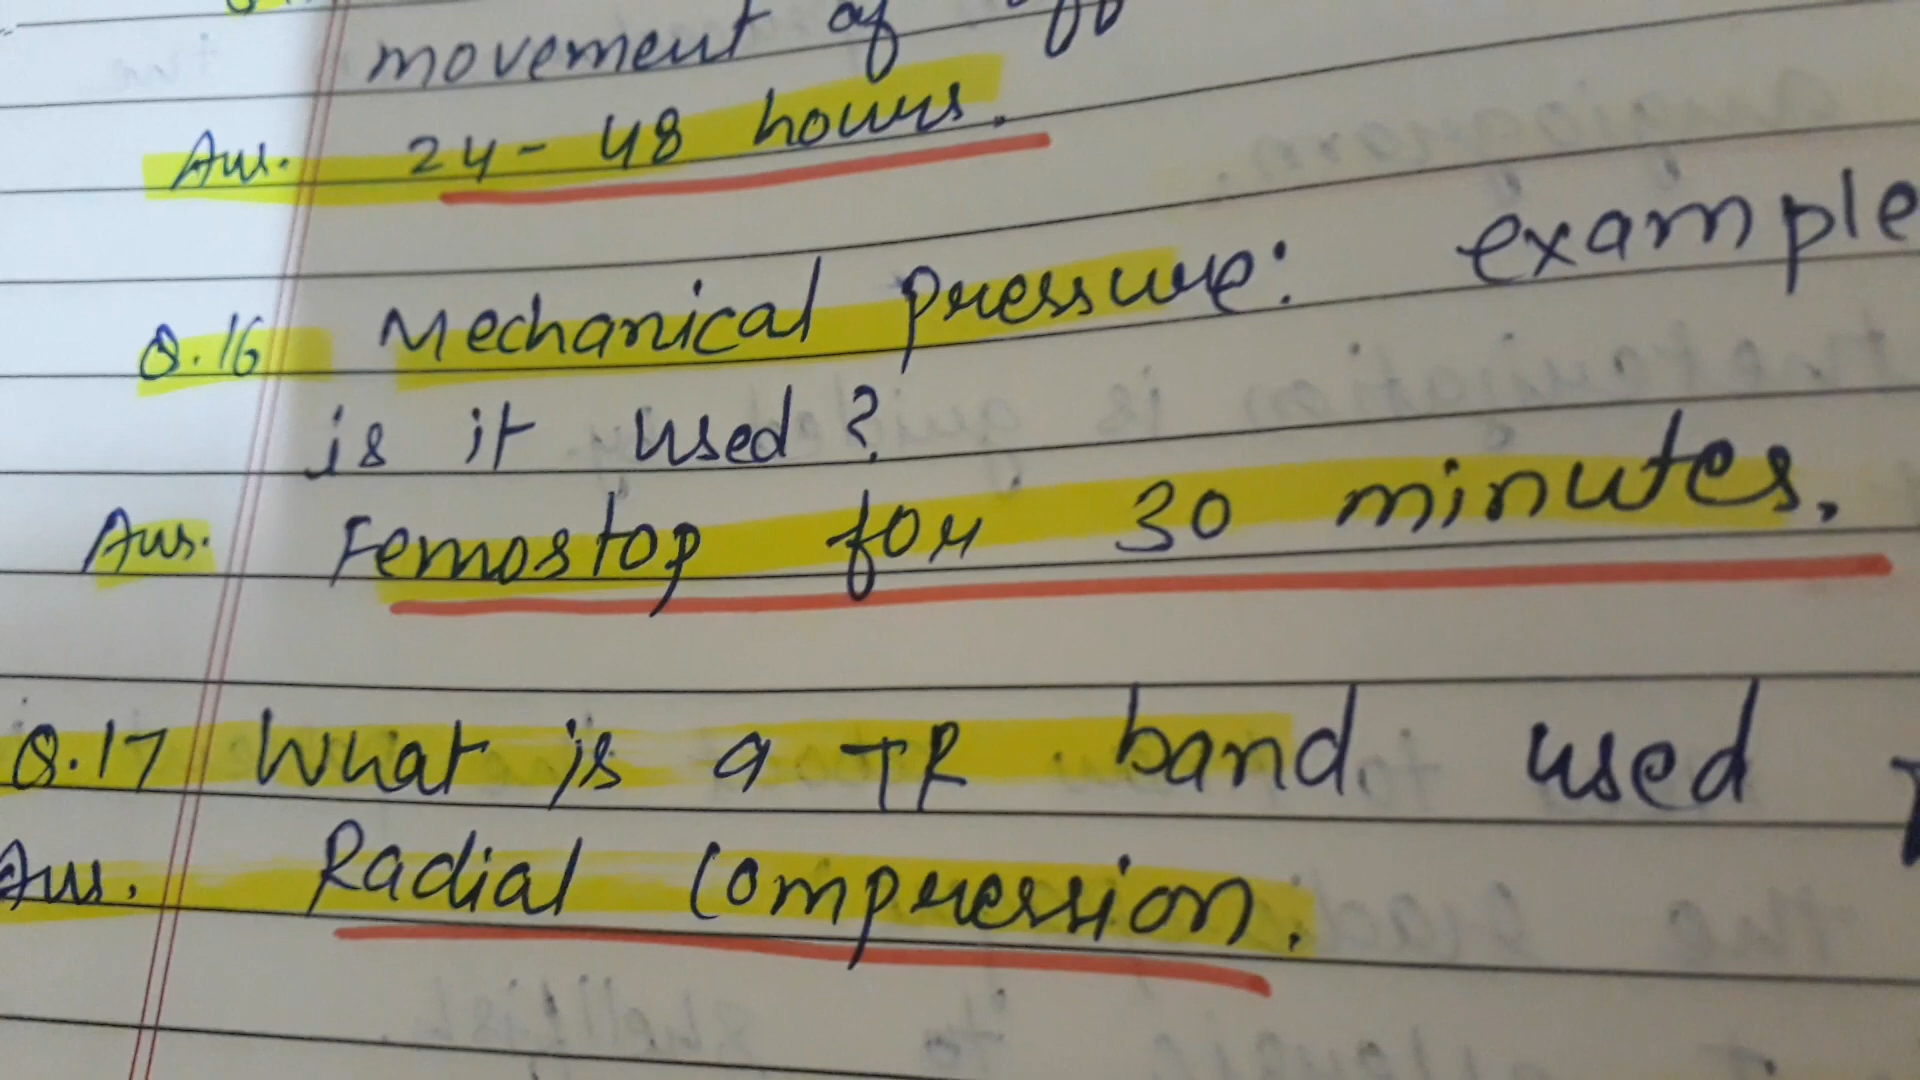 movement of
Ans. 24-48 hours.
Q.16 Mechanical pressure: example
is it used?
Ans. Femostop for 30 minutes.
Q.17 What is a TR band used
Ans. Radial Compression.